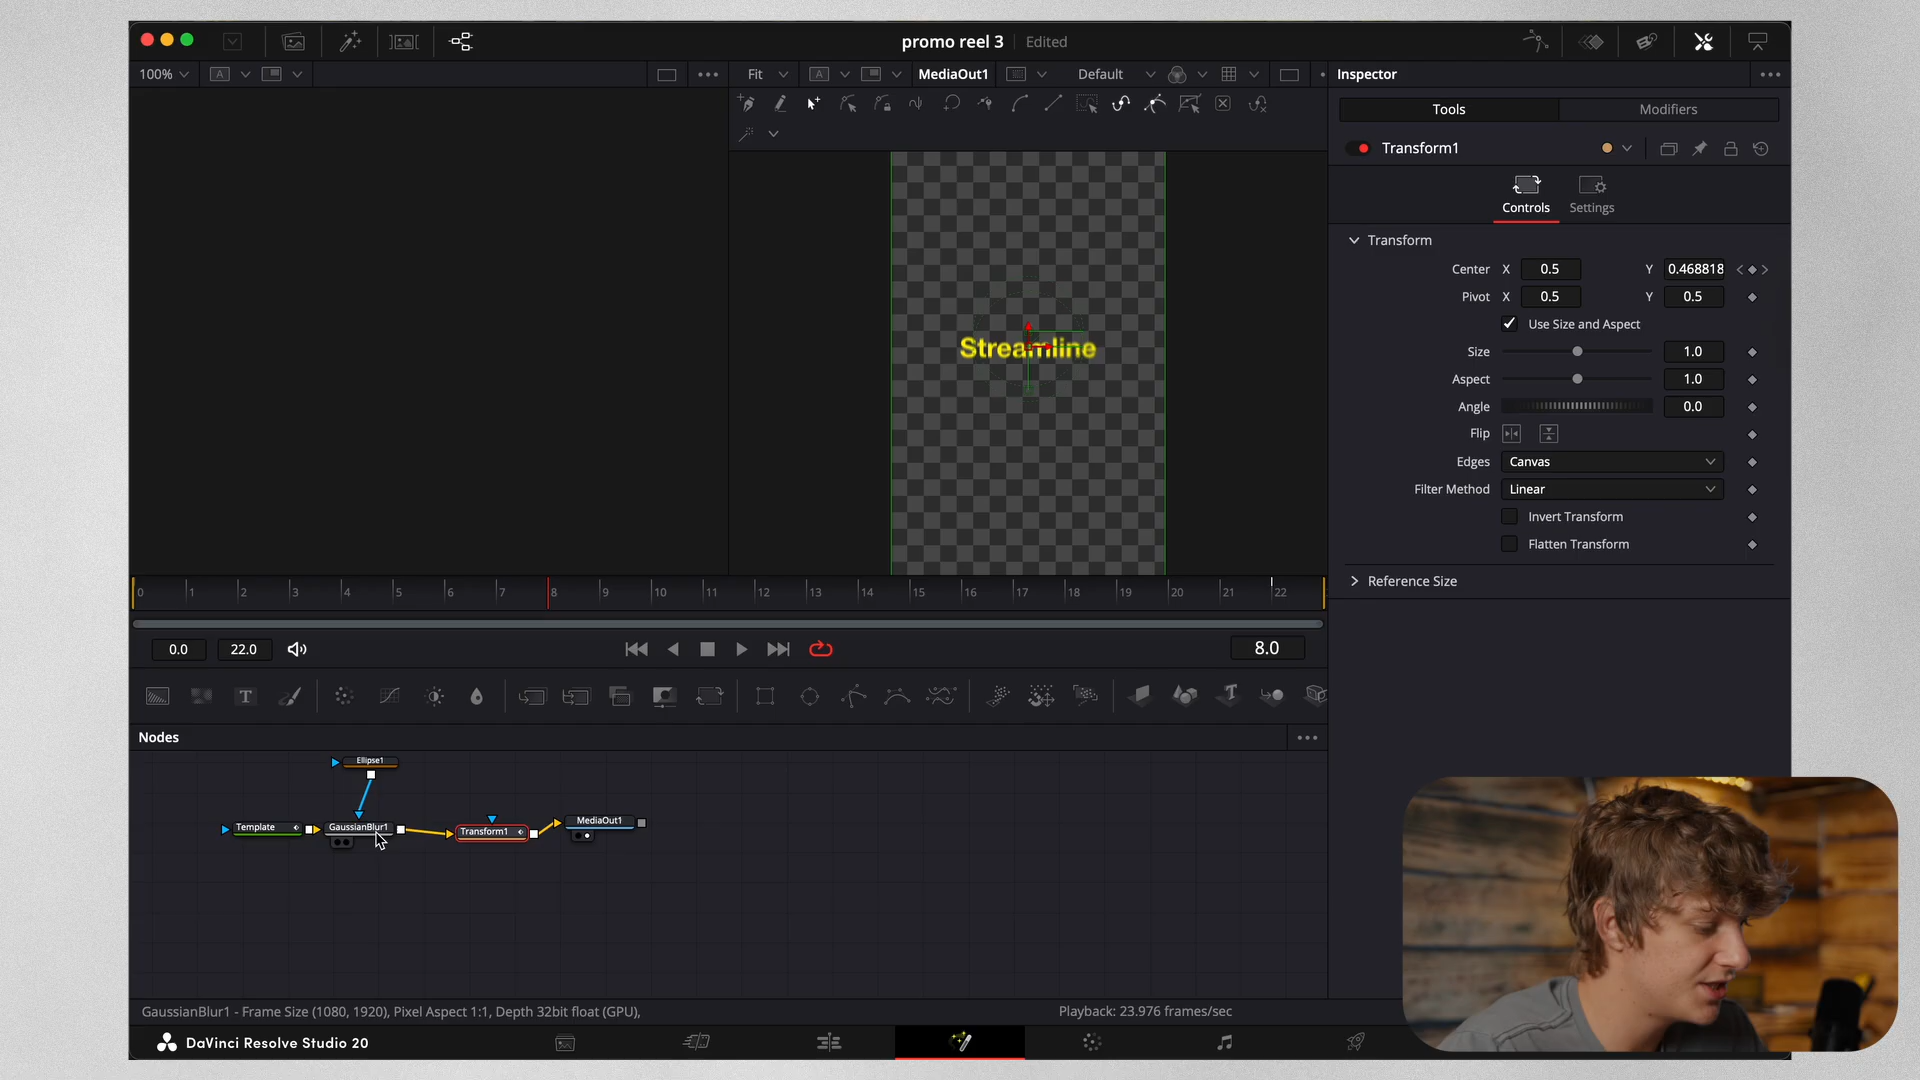 promo reel 3 Edited
100% A Fit A MediaOut1 Default Inspector
Tools Modifiers
Transform1
Controls Settings
Transform
Center X 0.5 Y 0.468818
Pivot X 0.5 Y 0.5
Use Size and Aspect
Streamline
Size 1.0
Aspect 1.0
Angle 0.0
Flip
Edges Canvas
Filter Method Linear
Invert Transform
Flatten Transform
Reference Size
0 1 2 3 4 5 6 7 8 9 10 11 12 13 14 15 16 17 18 19 20 21 22
0.0 22.0 8.0
T T
Nodes
Ellipse1
Template GaussianBlur1 Transform1 MediaOut1
GaussianBlur1 - Frame Size (1080, 1920), Pixel Aspect 1:1, Depth 32bit float (GPU), Playback: 23.976 frames/sec
DaVinci Resolve Studio 20